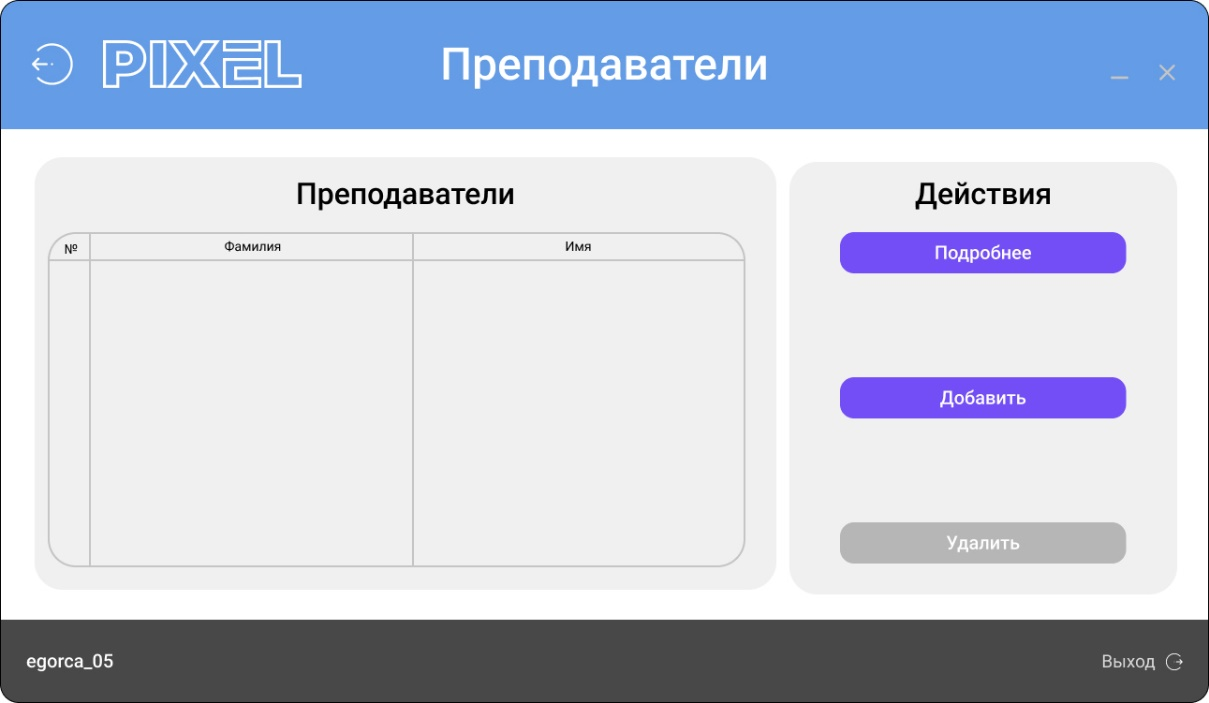 PIXEL
Преподаватели
Преподаватели
№ Фамилия Имя
Действия
Подробнее
Добавить
Удалить
egorca_05
Выход